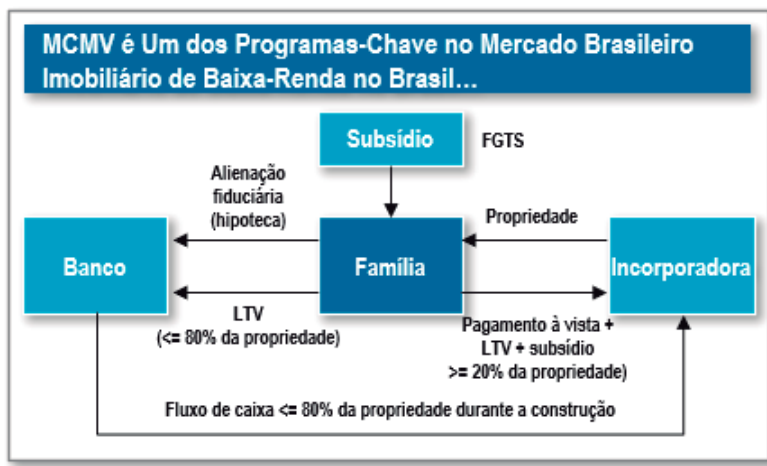 MCMV é Um dos Programas-Chave no Mercado Brasileiro
Imobiliário de Baixa-Renda no Brasil...
Subsídio
FGTS
Alienação
fiduciária
(hipoteca)
Propriedade
Banco
Família
Incorporadora
LTV
(<= 80% da propriedade)
Pagamento à vista +
LTV + subsídio
>= 20% da propriedade)
Fluxo de caixa <= 80% da propriedade durante a construção